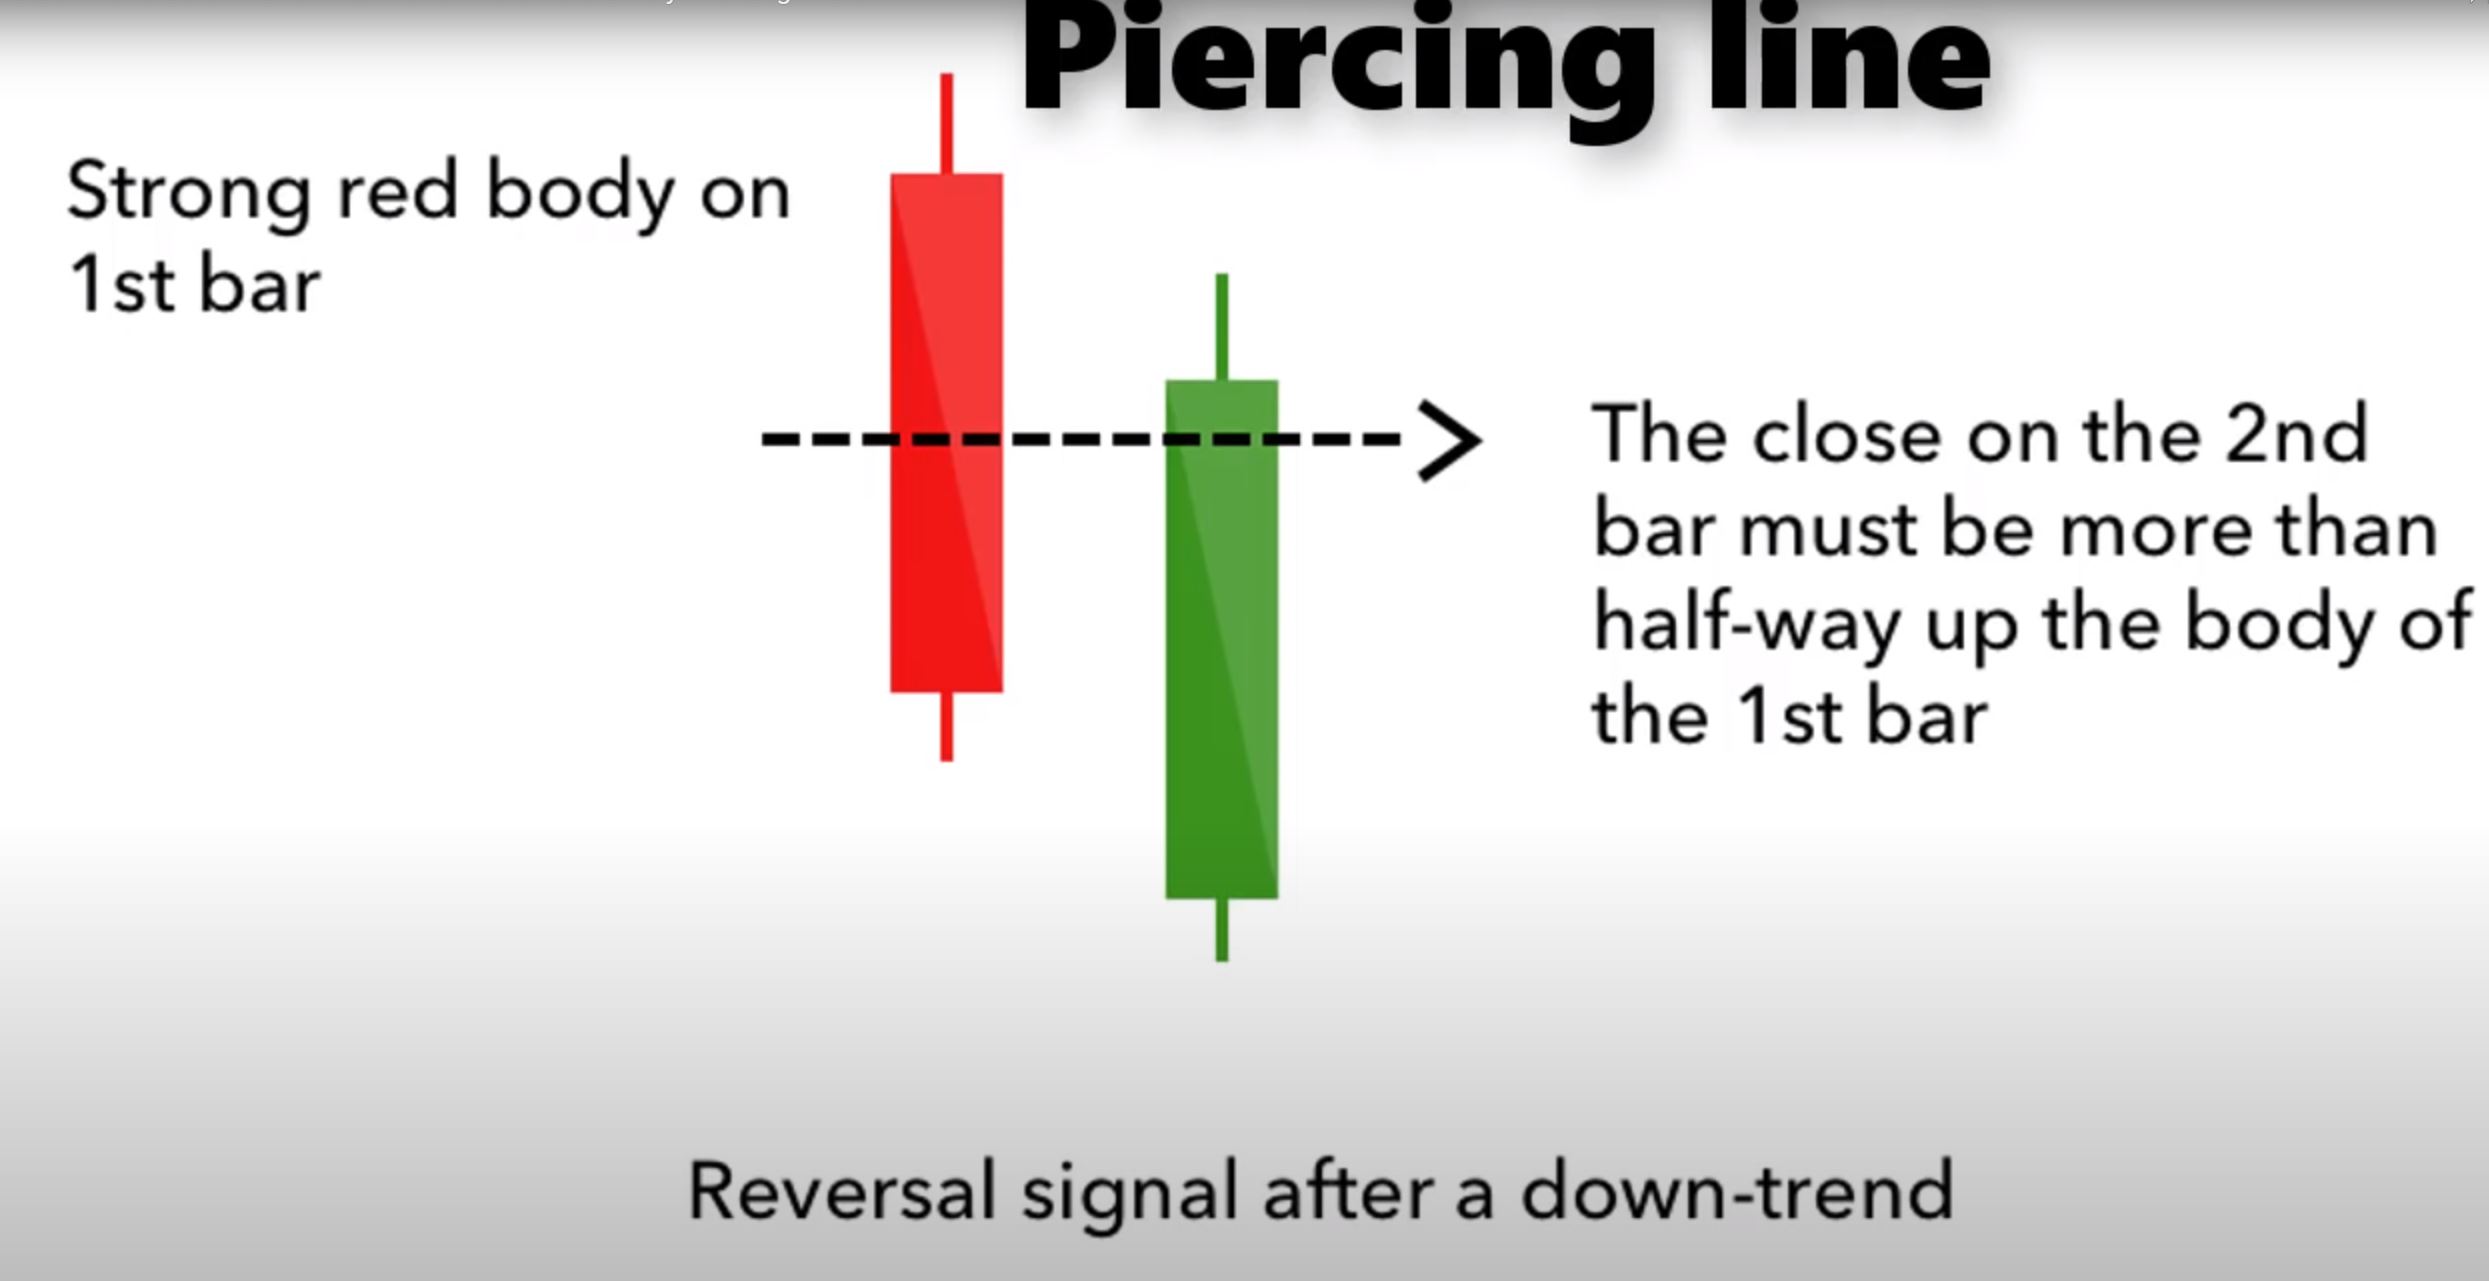 Piercing line
Strong red body on
1st bar
The close on the 2nd
bar must be more than
half-way up the body of
the 1st bar
Reversal signal after a down-trend